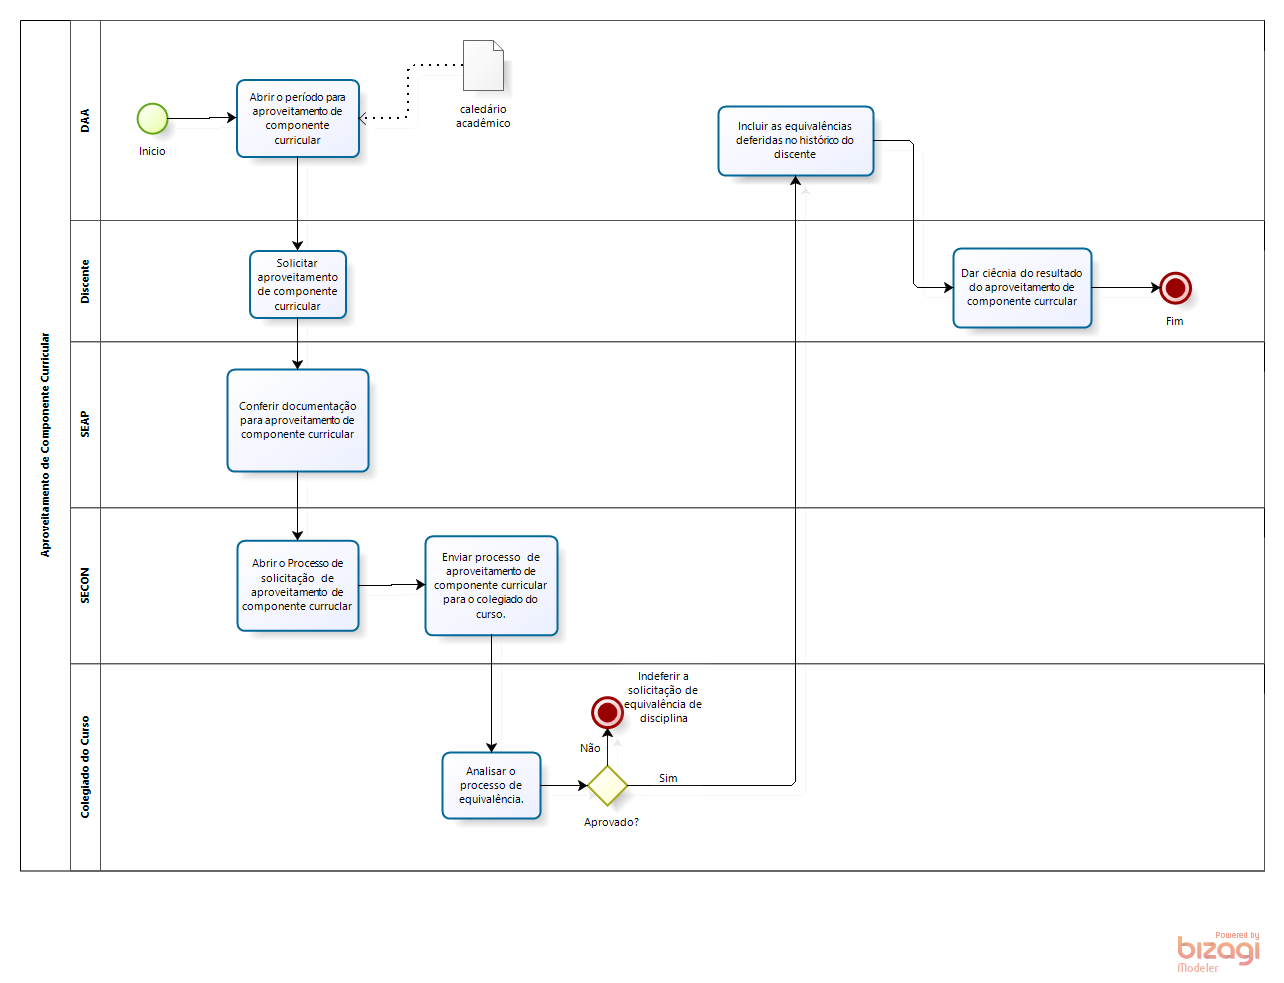 Aproveitamento de Componente Curricular
DAA
Inicio
Abrir o período para
aproveitamento de
componente
curricular
caledário
acadêmico
Incluir as equivalências
deferidas no histórico do
discente
Discente
Solicitar
aproveitamento
de componente
curricular
Dar ciêcnia do resultado
do aproveitamento de
componente currcular
Fim
SEAP
Conferir documentação
para aproveitamento de
componente curricular
SECON
Abrir o Processo de
solicitação de
aproveitamento de
componente curruclar
Enviar processo de
aproveitamento de
componente curricular
para o colegiado do
curso.
Colegiado do Curso
Indeferir a
solicitação de
equivalência de
disciplina
Não
Analisar o
processo de
equivalência.
Sim
Aprovado?
Powered by
bizagi
Modeler